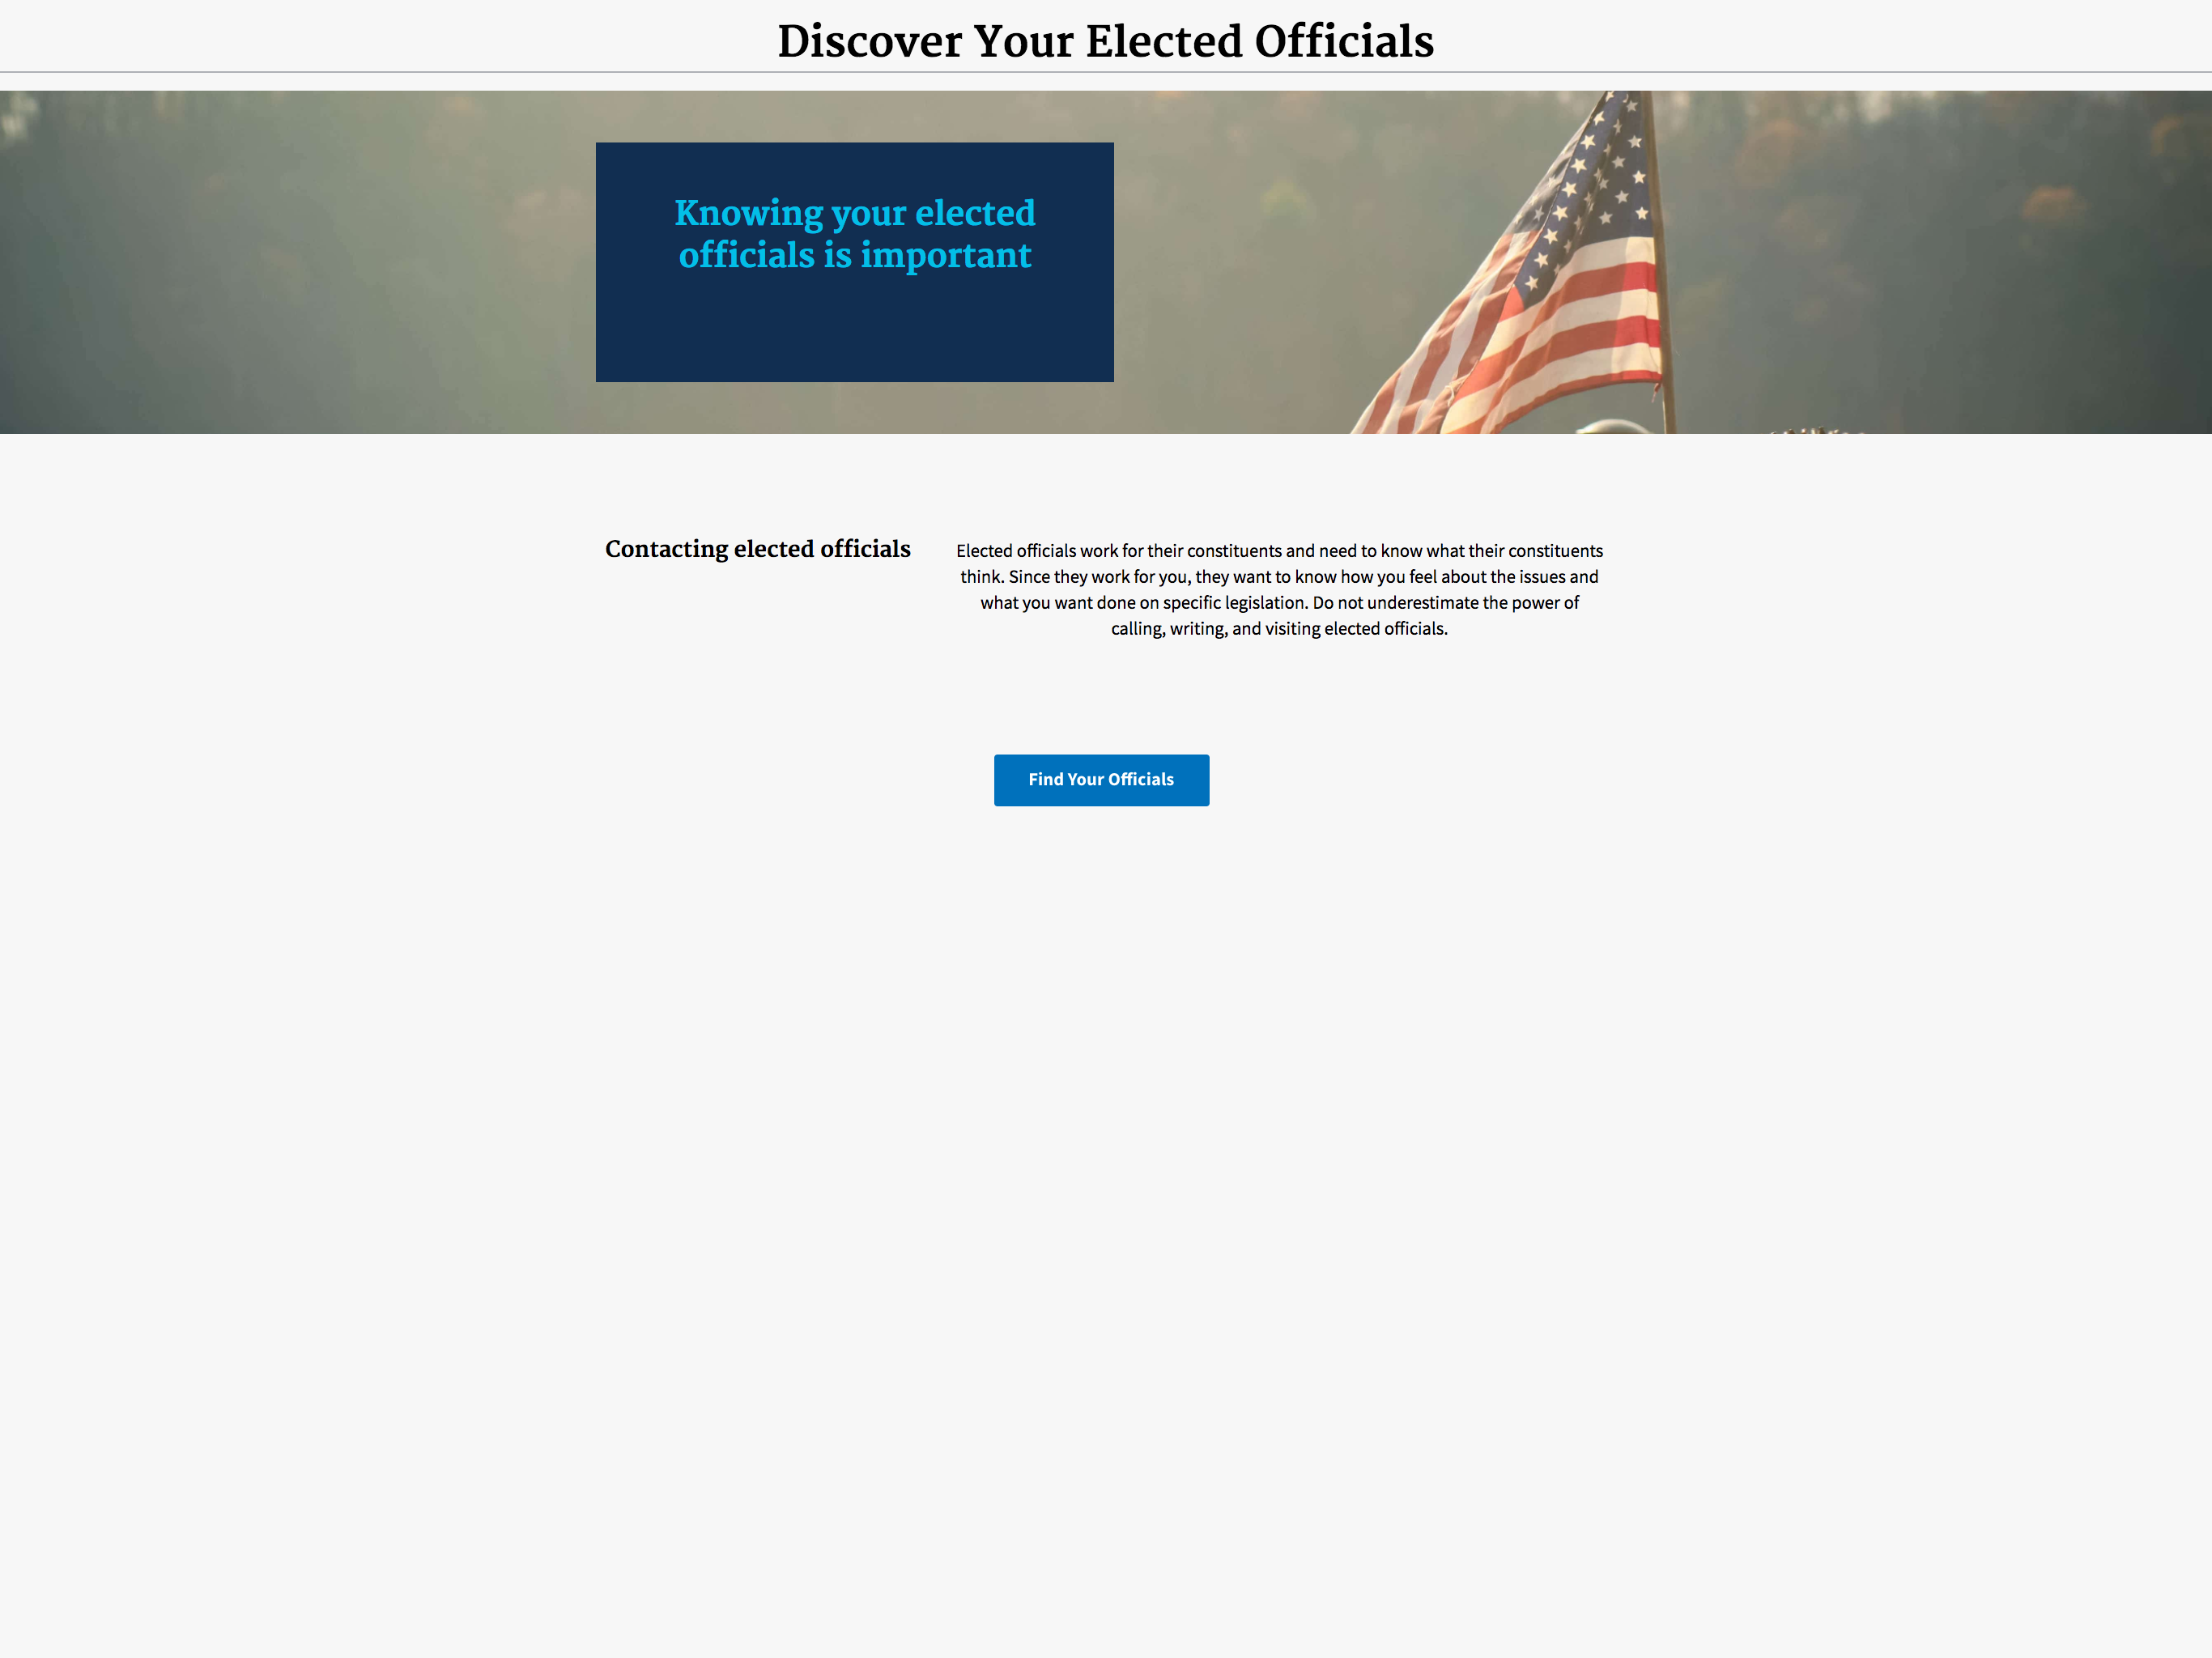 Discover Your Elected Officials
Knowing your elected
officials is important
Contacting elected officials
Elected officials work for their constituents and need to know what their constituents
think. Since they work for you, they want to know how you feel about the issues and
what you want done on specific legislation. Do not underestimate the power of
calling, writing, and visiting elected officials.
Find Your Officials